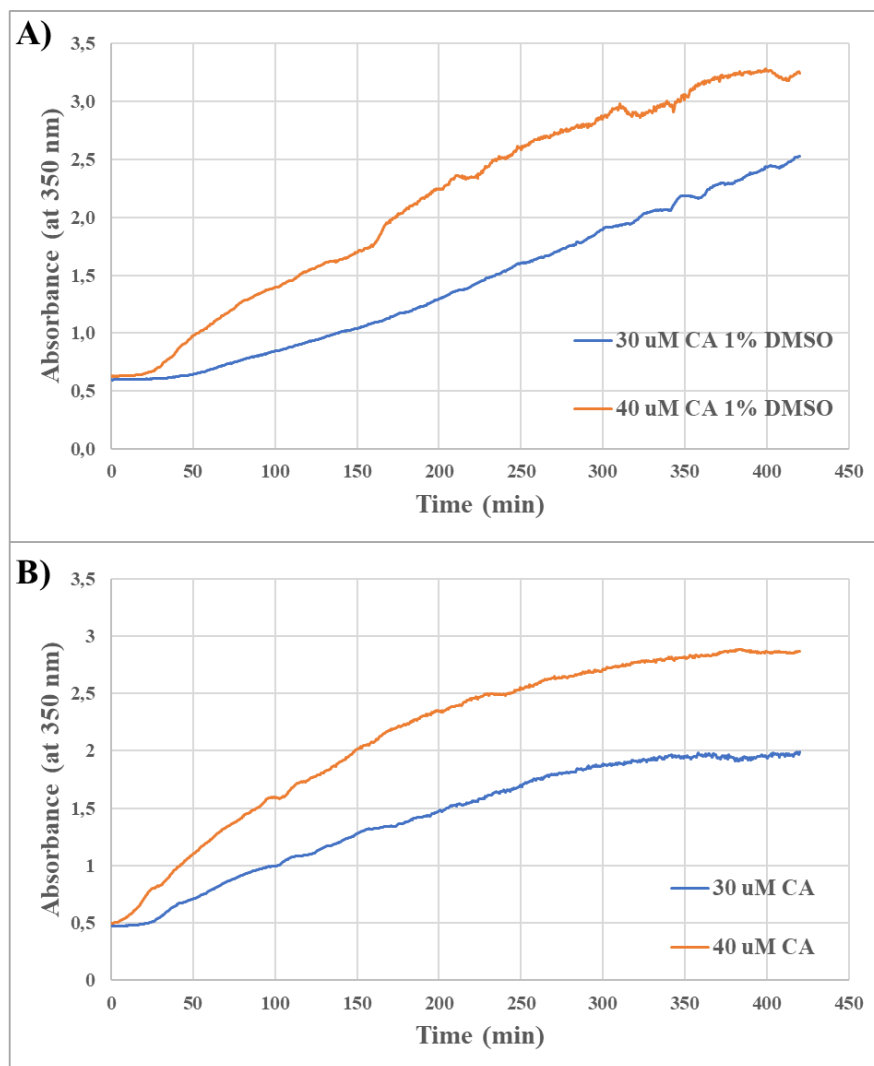 A)
Absorbance (at 350 nm)
3,5
3,0
2,5
2,0
1,5
1,0
0,5
0,0
30 uM CA 1% DMSO
40 uM CA 1% DMSO
0 50 100 150 200 250 300 350 400 450
Time (min)
B)
Absorbance (at 350 nm)
3,5
3
2,5
2
1,5
1
0,5
0
30 uM CA
40 uM CA
0 50 100 150 200 250 300 350 400 450
Time (min)